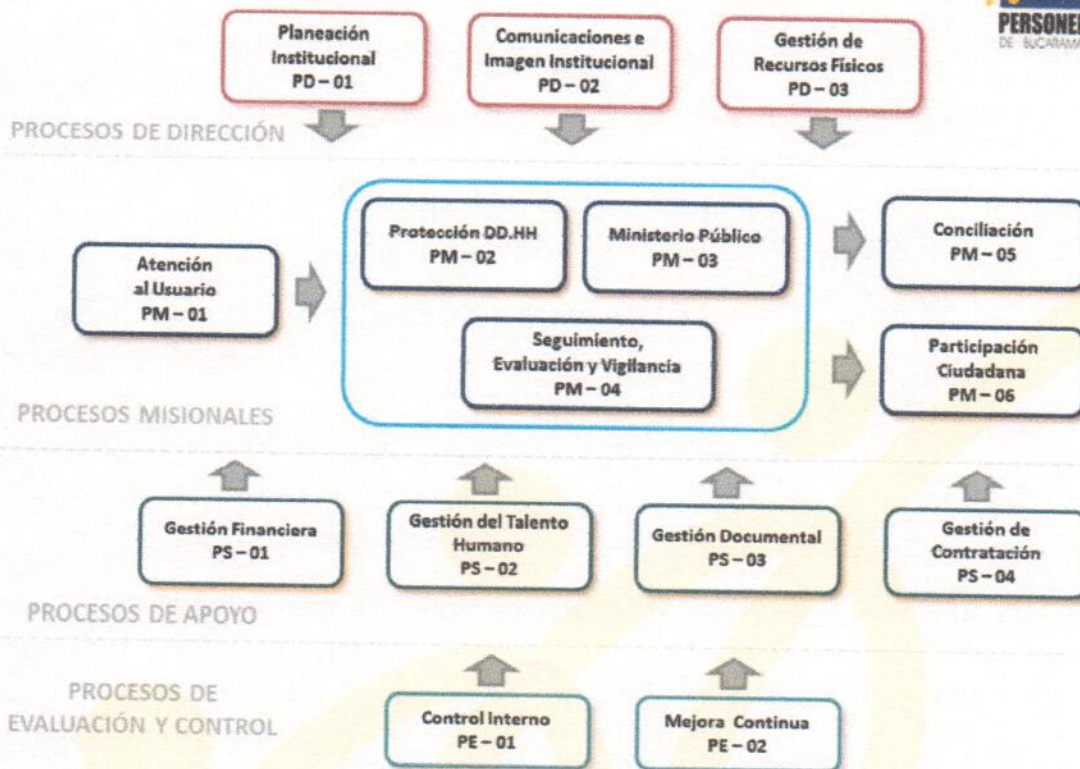 PERSONE
DE BUCARAMA
Planeación
Institucional
PD – 01
Comunicaciones e
Imagen Institucional
PD – 02
Gestión de
Recursos Físicos
PD – 03
PROCESOS DE DIRECCIÓN
Atención
al Usuario
PM – 01
Protección DD.HH
PM – 02
Ministerio Público
PM – 03
Seguimiento,
Evaluación y Vigilancia
PM – 04
Conciliación
PM – 05
Participación
Ciudadana
PM – 06
PROCESOS MISIONALES
Gestión Financiera
PS – 01
Gestión del Talento
Humano
PS – 02
Gestión Documental
PS – 03
Gestión de
Contratación
PS – 04
PROCESOS DE APOYO
PROCESOS DE
EVALUACIÓN Y CONTROL
Control Interno
PE – 01
Mejora Continua
PE – 02